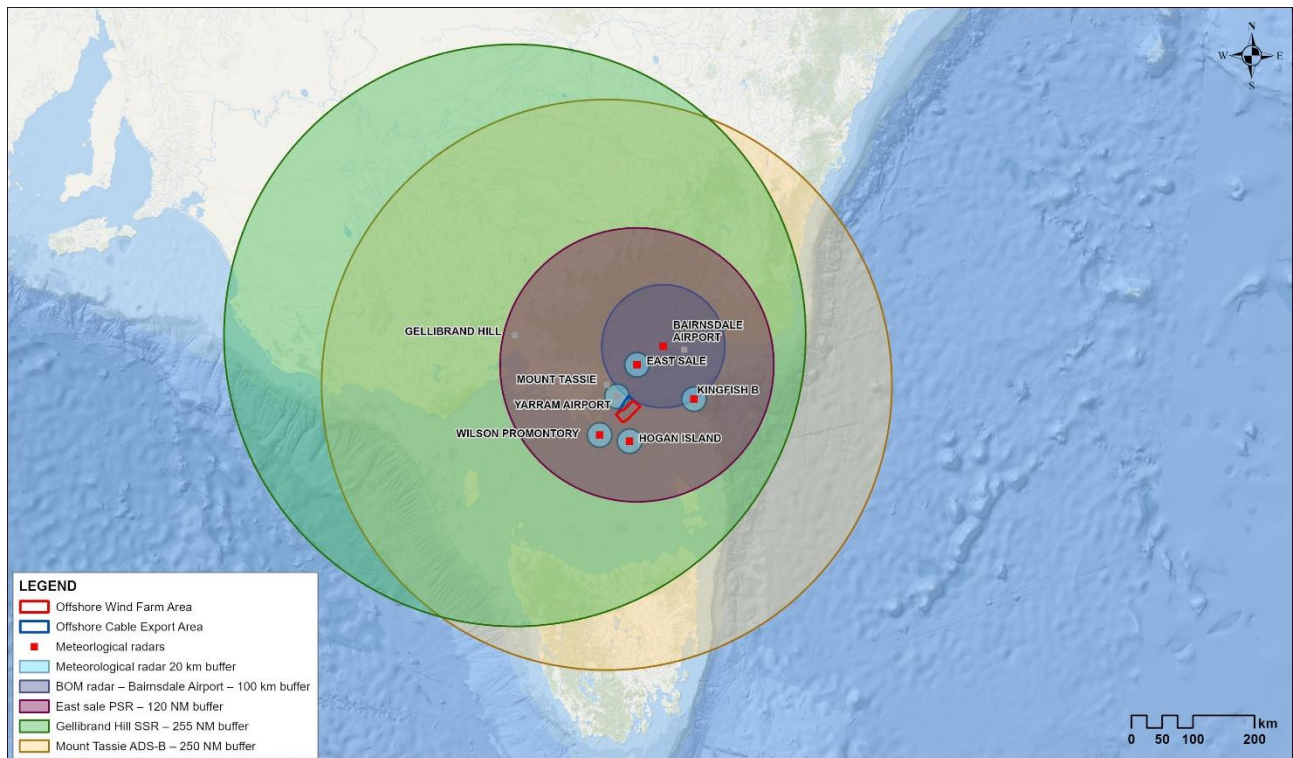 N
W E
S
GELLIBRAND HILL
BAIRNSDALE
AIRPORT
EAST SALE
MOUNT TASSIE
KINGFISH B
YARRAM AIRPORT
WILSON PROMONTORY
HOGAN ISLAND
LEGEND
Offshore Wind Farm Area
Offshore Cable Export Area
Meteorlogical radars
Meteorological radar 20 km buffer
BOM radar – Bairnsdale Airport – 100 km buffer
East sale PSR – 120 NM buffer
Gellibrand Hill SSR – 255 NM buffer
Mount Tassie ADS-B – 250 NM buffer
km
0 50 100 200